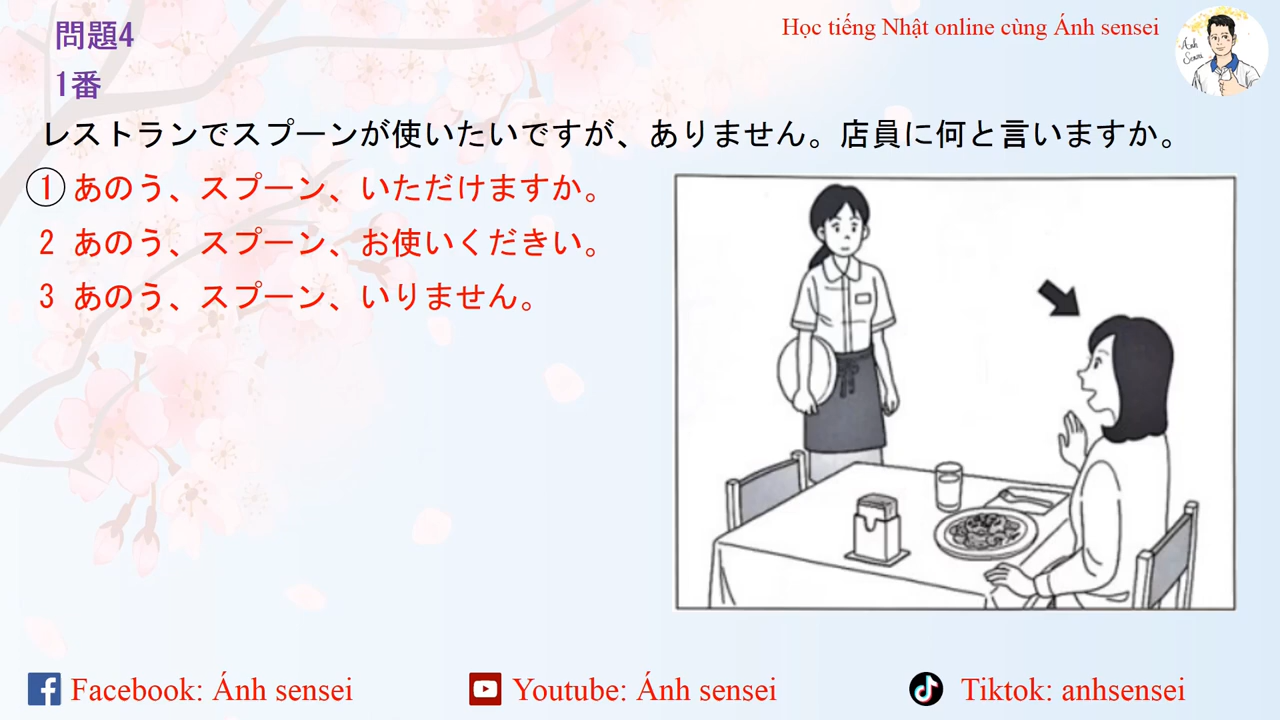 問題4
Học tiếng Nhật online cùng Ánh sensei
Ánh
Sensei
1番
レストランでスプーンが使いたいですが、ありません。店員に何と言いますか。
① あのう、スプーン、いただけますか。
2 あのう、スプーン、お使いください。
3 あのう、スプーン、いりません。
Facebook: Ánh sensei
Youtube: Ánh sensei
Tiktok: anhsensei